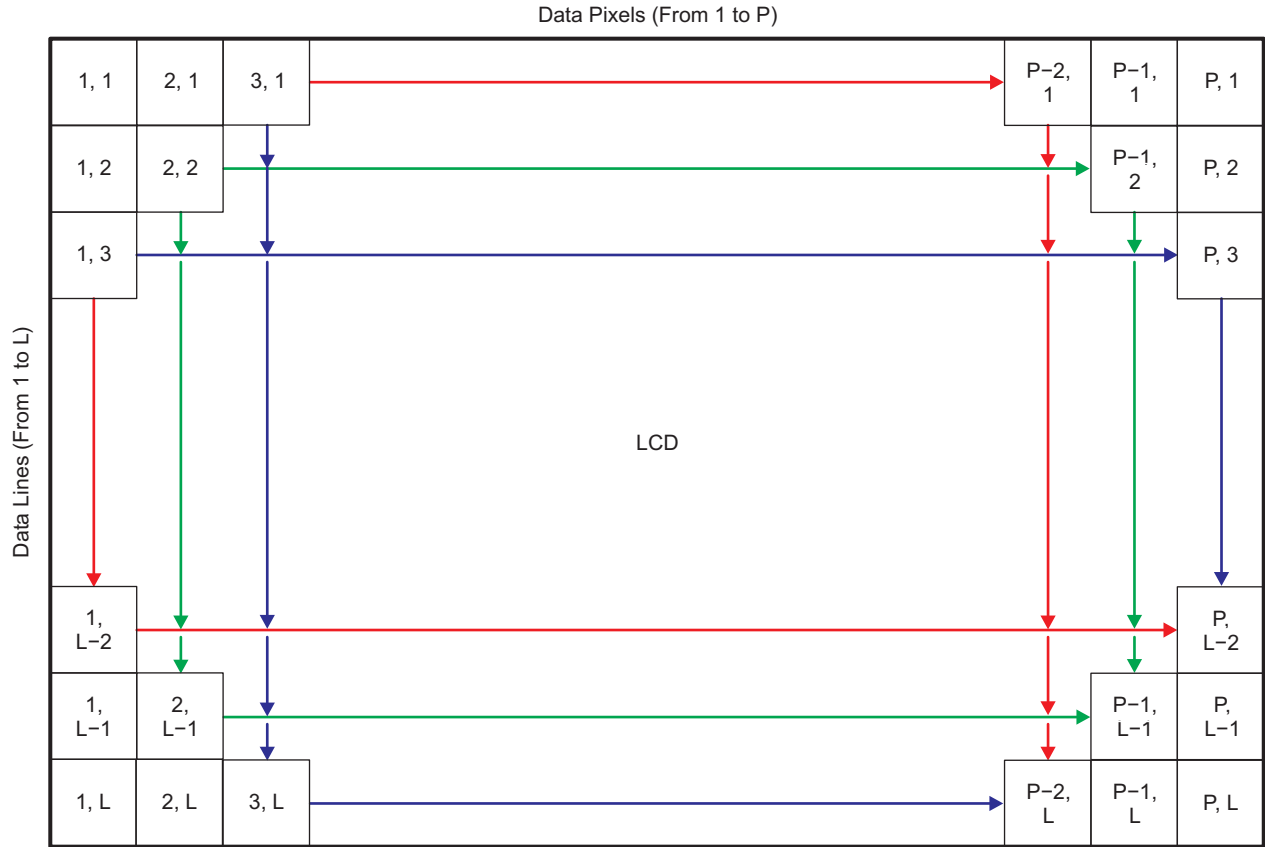 Data Pixels (From 1 to P)
1, 1
2, 1
3, 1
P−2,
1
P−1,
1
P, 1
1, 2
2, 2
P−1,
2
P, 2
1, 3
P, 3
Data Lines (From 1 to L)
LCD
1,
L−2
P,
L−2
1,
L−1
2,
L−1
P−1,
L−1
P,
L−1
1, L
2, L
3, L
P−2,
L
P−1,
L
P, L